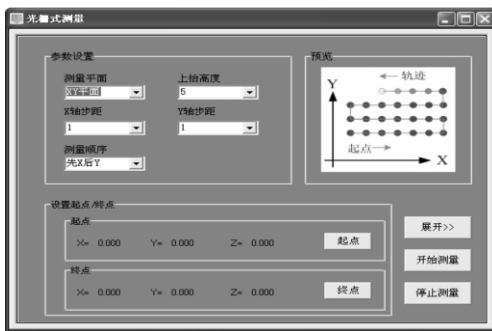 光栅式测量
参数设置
测量平面 上抬高度
XY平面 5
X轴步距 Y轴步距
1 1
测量顺序
先X后Y
预览
Y
轨迹
起点
X
设置起点/终点
起点
X= 0.000 Y= 0.000 Z= 0.000 起点
终点
X= 0.000 Y= 0.000 Z= 0.000 终点
展开>>
开始测量
停止测量